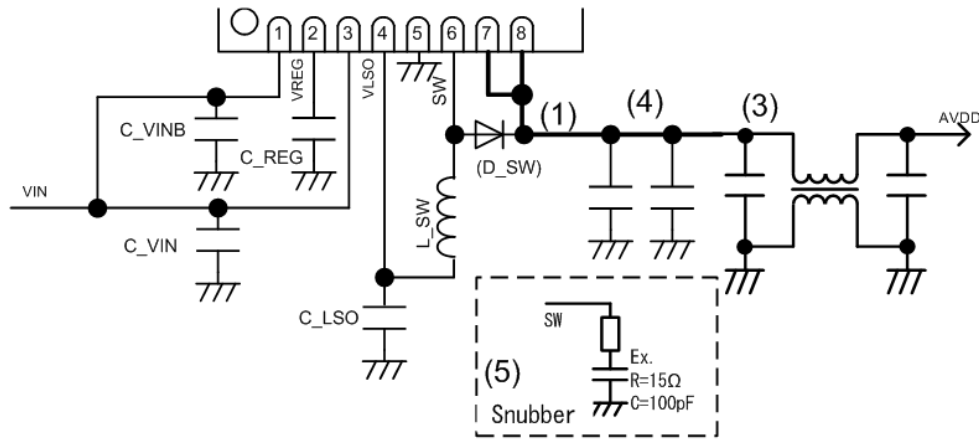 1 2 3 4 5 6 7 8
VREG
VLSO
SW
(1)
(4)
(3)
AVDD
C_VINB
C_REG
(D_SW)
VIN
L_SW
C_VIN
C_LSO
SW
(5)
Ex.
R=15Ω
C=100pF
Snubber